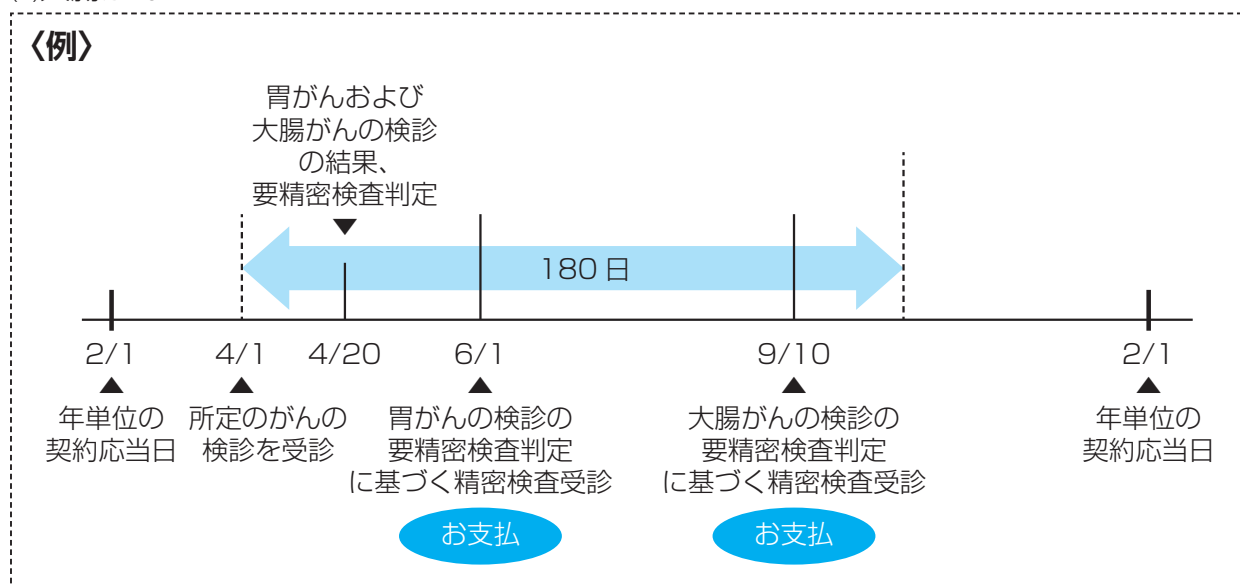 〈例〉
胃がんおよび
大腸がんの検診
の結果、
要精密検査判定
180日
2/1
4/1
4/20
6/1
9/10
2/1
年単位の
契約応当日
所定のがんの
検診を受診
胃がんの検診の
要精密検査判定
に基づく精密検査受診
お支払
大腸がんの検診の
要精密検査判定
に基づく精密検査受診
お支払
年単位の
契約応当日